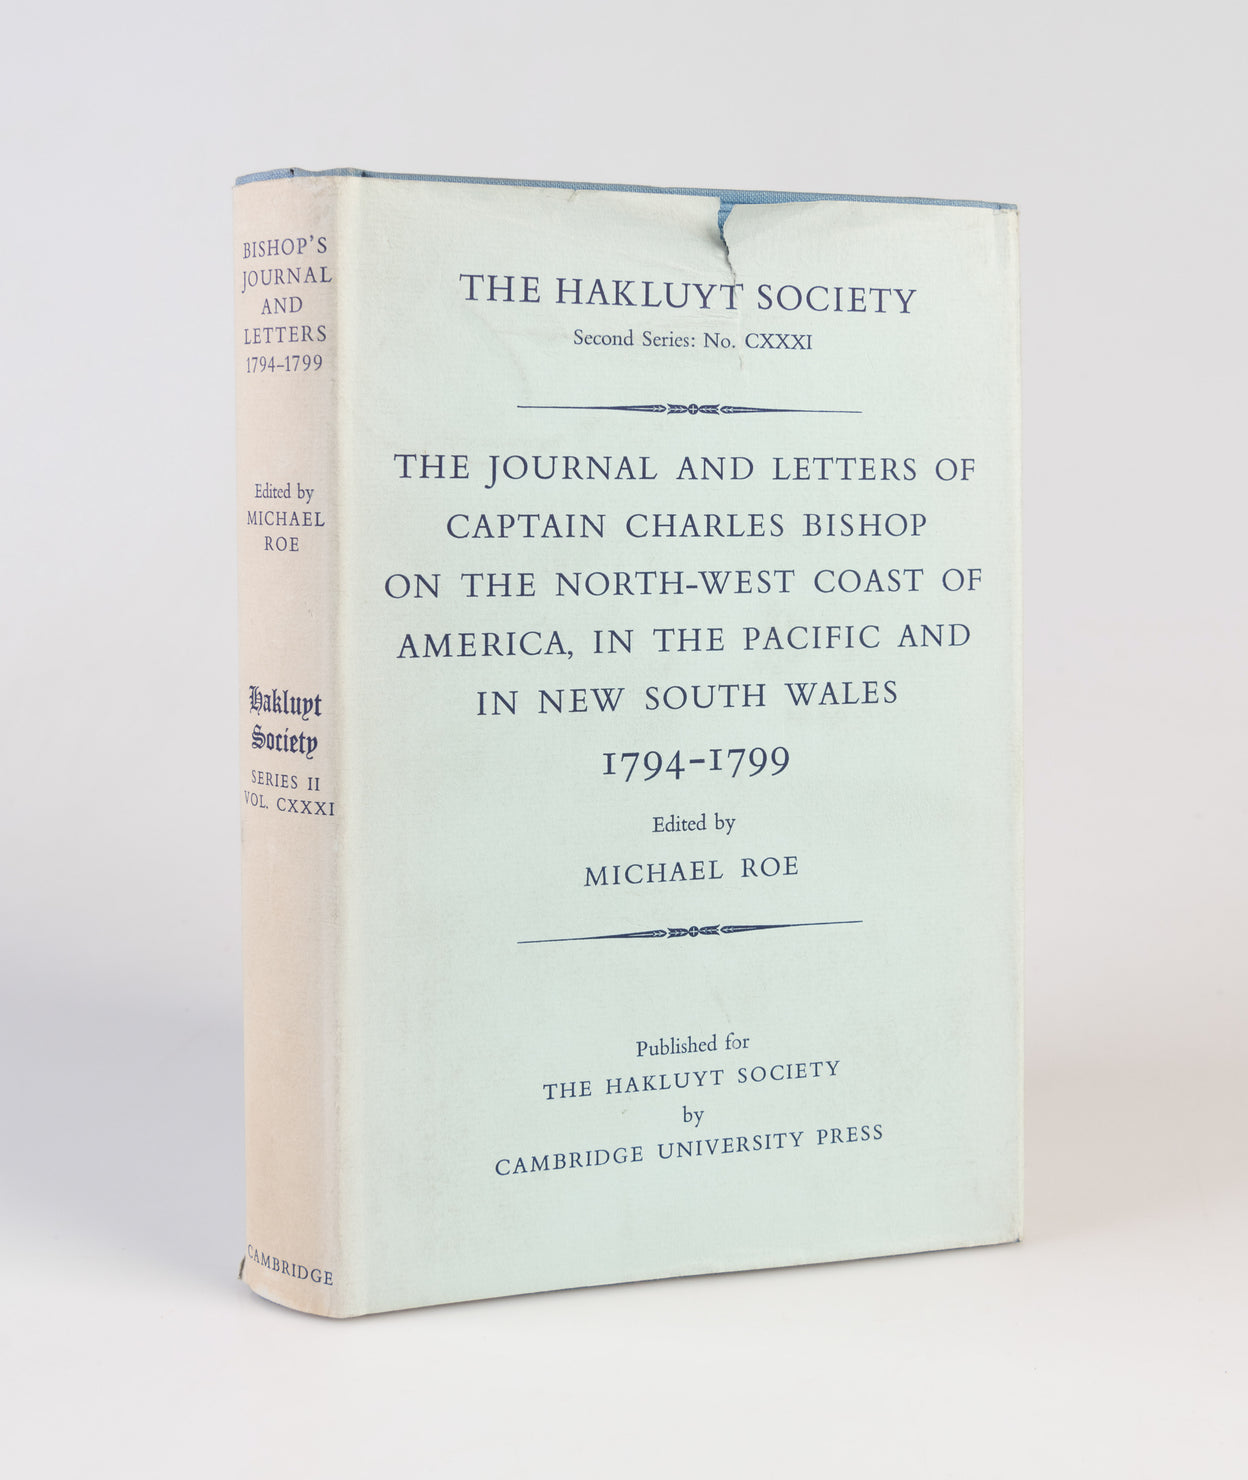 BISHOP'S
JOURNAL
AND
LETTERS
1794–1799
Edited by
MICHAEL
ROE
Hakluyt
Society
SERIES II
VOL. CXXXI
CAMBRIDGE
THE HAKLUYT SOCIETY
Second Series: No. CXXXI
THE JOURNAL AND LETTERS OF
CAPTAIN CHARLES BISHOP
ON THE NORTH-WEST COAST OF
AMERICA, IN THE PACIFIC AND
IN NEW SOUTH WALES
1794–1799
Edited by
MICHAEL ROE
Published for
THE HAKLUYT SOCIETY
by
CAMBRIDGE UNIVERSITY PRESS